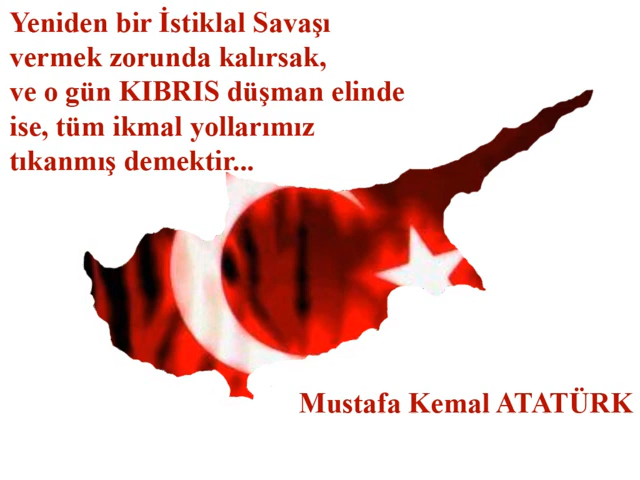 Yeniden bir İstiklal Savaşı
vermek zorunda kalırsak,
ve o gün KIBRIS düşman elinde
ise, tüm ikmal yollarımız
tıkanmış demektir...
Mustafa Kemal ATATÜRK